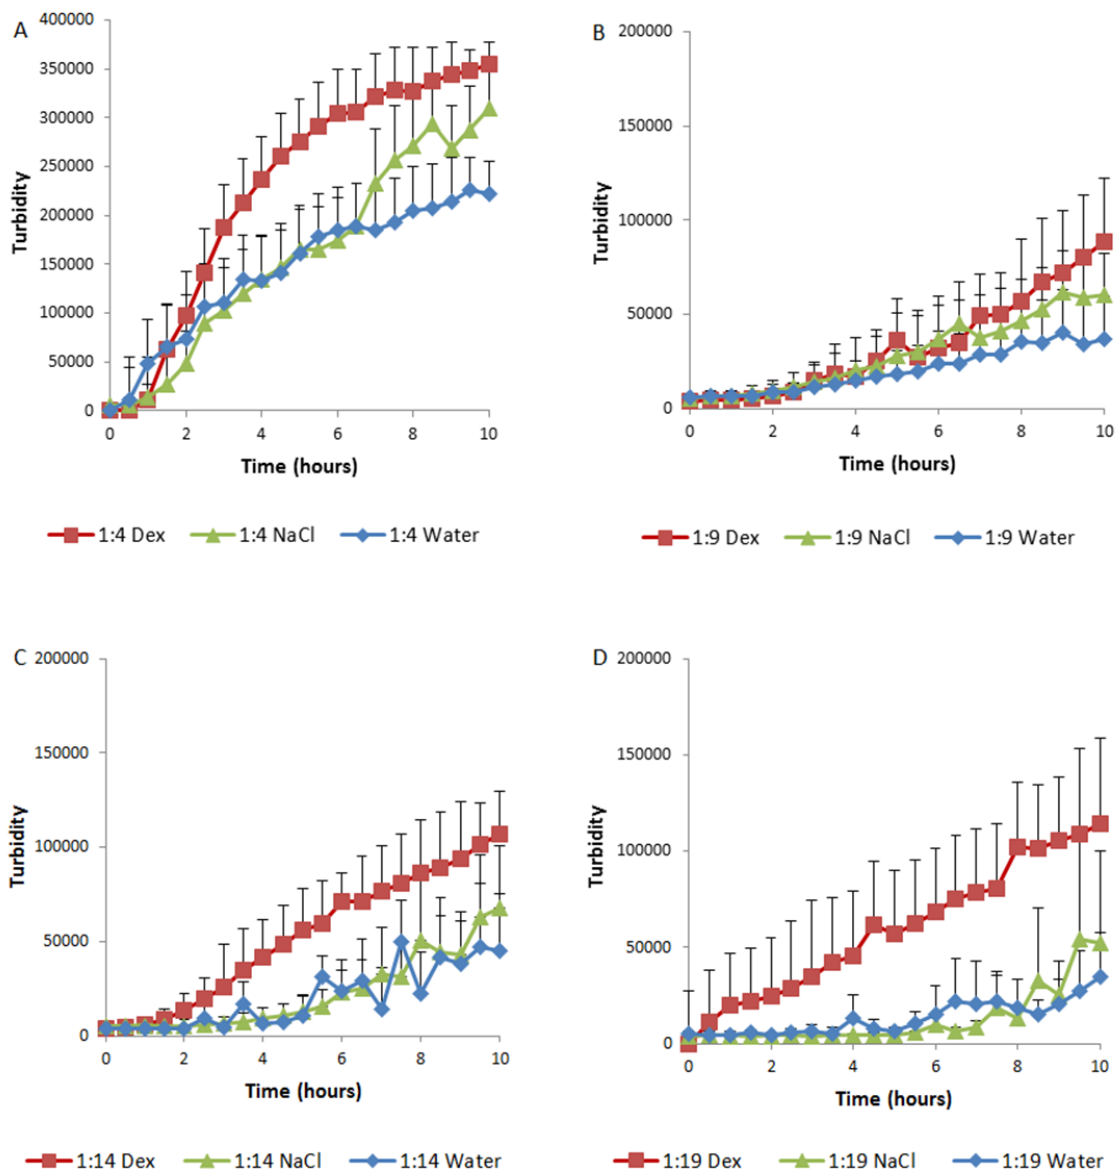 A
400000
350000
300000
250000
200000
150000
100000
50000
0
Turbidity
0 2 4 6 8 10
Time (hours)
1:4 Dex 1:4 NaCl 1:4 Water
B
200000
150000
100000
50000
0
Turbidity
0 2 4 6 8 10
Time (hours)
1:9 Dex 1:9 NaCl 1:9 Water
C
200000
150000
100000
50000
0
Turbidity
0 2 4 6 8 10
Time (hours)
1:14 Dex 1:14 NaCl 1:14 Water
D
200000
150000
100000
50000
0
Turbidity
0 2 4 6 8 10
Time (hours)
1:19 Dex 1:19 NaCl 1:19 Water